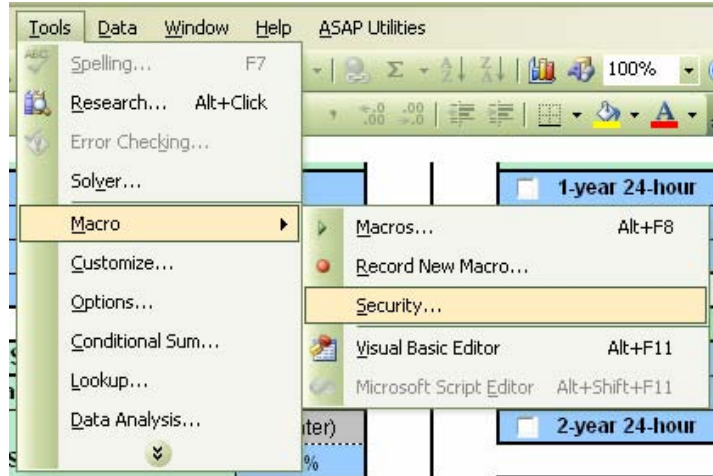 Tools Data Window Help ASAP Utilities
Spelling... F7
100%
Research... Alt+Click
Error Checking...
Solver...
1-year 24-hour
Macro
Macros... Alt+F8
Customize...
Record New Macro...
Options...
Security...
Conditional Sum...
Visual Basic Editor Alt+F11
Lookup...
Microsoft Script Editor Alt+Shift+F11
Data Analysis...
ter)
2-year 24-hour
%